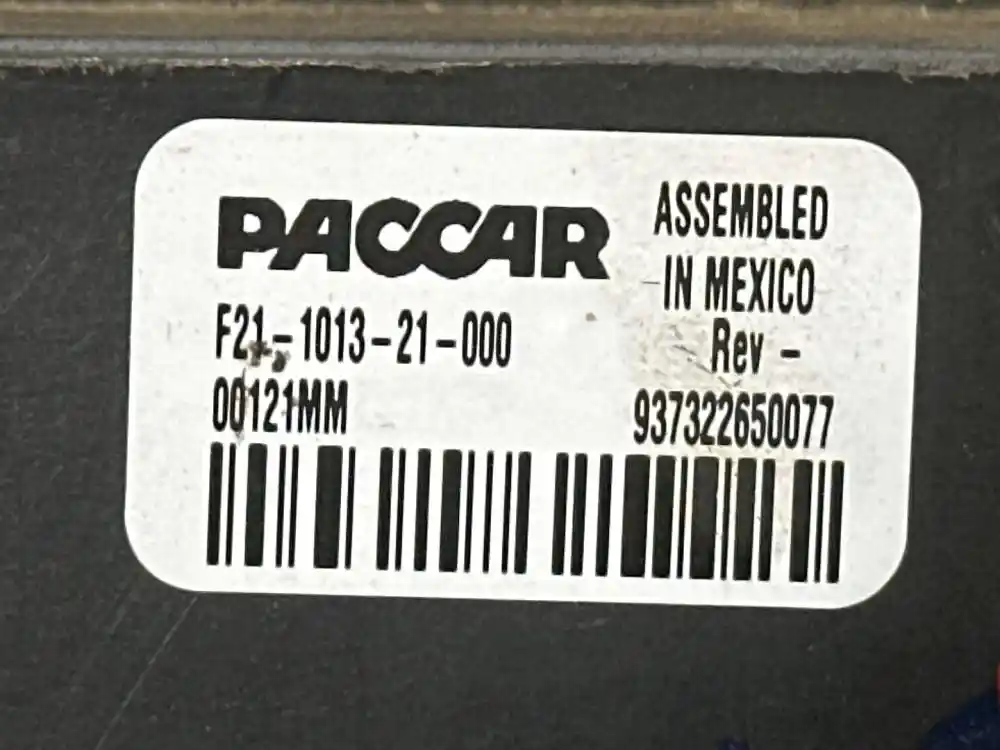 PACCAR
ASSEMBLED
IN MEXICO
F21-1013-21-000
Rev -
00121MM
937322650077